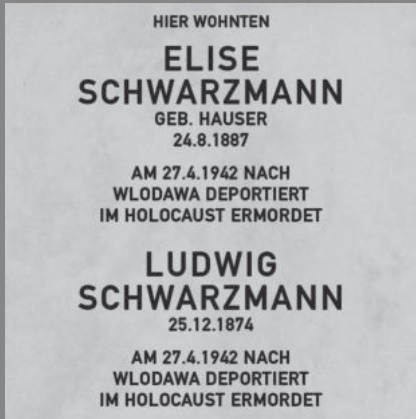 HIER WOHNTEN
ELISE
SCHWARZMANN
GEB. HAUSER
24.8.1887
AM 27.4.1942 NACH
WLODAWA DEPORTIERT
IM HOLOCAUST ERMORDET
LUDWIG
SCHWARZMANN
25.12.1874
AM 27.4.1942 NACH
WLODAWA DEPORTIERT
IM HOLOCAUST ERMORDET